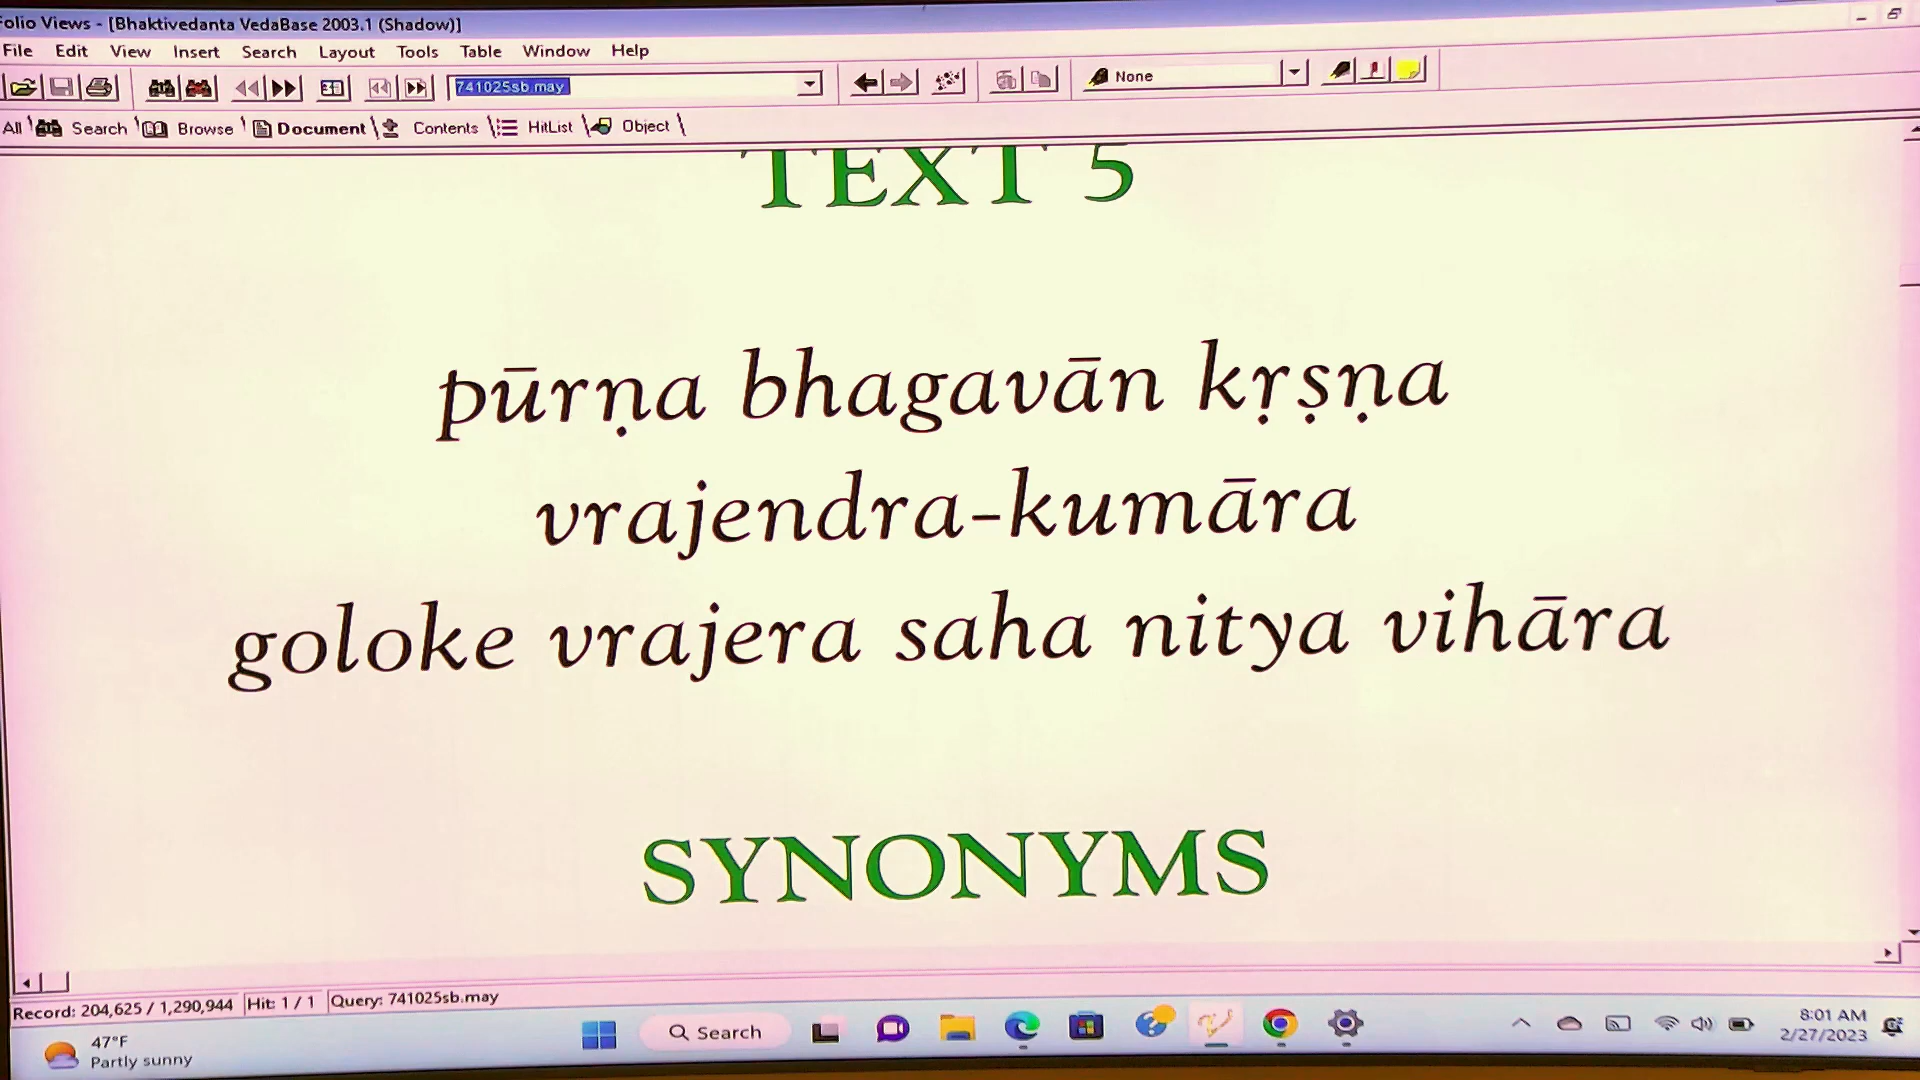 Folio Views - [Bhaktivedanta VedaBase 2003.1 (Shadow)]
File Edit View Insert Search Layout Tools Table Window Help
741025sb may
None
All Search Browse Document Contents HitList Object
TEXT 5
pūrṇa bhagavān kṛṣṇa
vrajendra-kumāra
goloke vrajera saha nitya vihāra
SYNONYMS
Record: 204,625 / 1,290,944 Hit: 1 / 1 Query: 741025sb.may
47°F
Partly sunny
Search
8:01 AM
2/27/2023